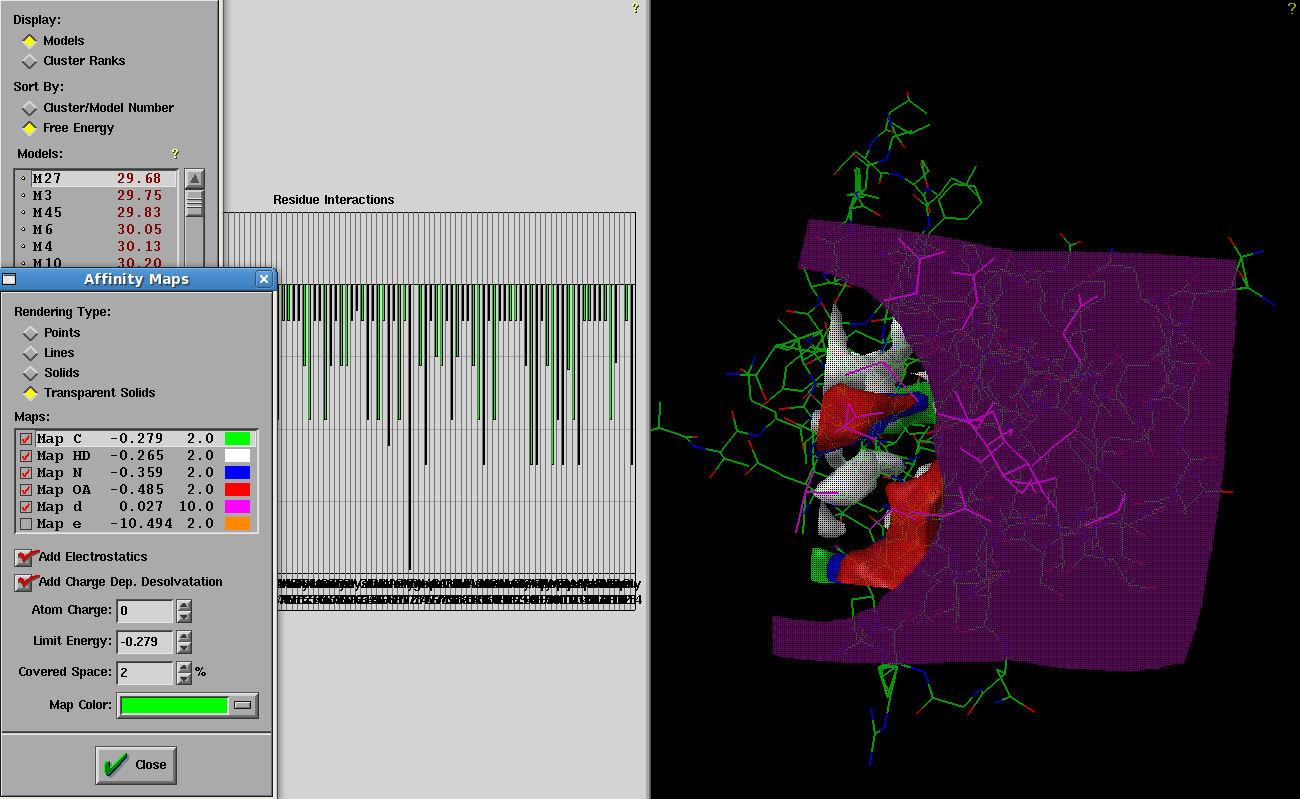 Display:
Models
Cluster Ranks
Sort By:
Cluster/Model Number
Free Energy
Models: ?
M27 29.68
M3 29.75
M45 29.83
M6 30.05
M4 30.13
M10 30.20
?
Residue Interactions
?
Affinity Maps
Rendering Type:
Points
Lines
Solids
Transparent Solids
Maps:
Map C -0.279 2.0
Map HD -0.265 2.0
Map N -0.359 2.0
Map OA -0.485 2.0
Map d 0.027 10.0
Map e -10.494 2.0
Add Electrostatics
Add Charge Dep. Desolvatation
Atom Charge: 0
Limit Energy: -0.279
Covered Space: 2 %
Map Color:
Close